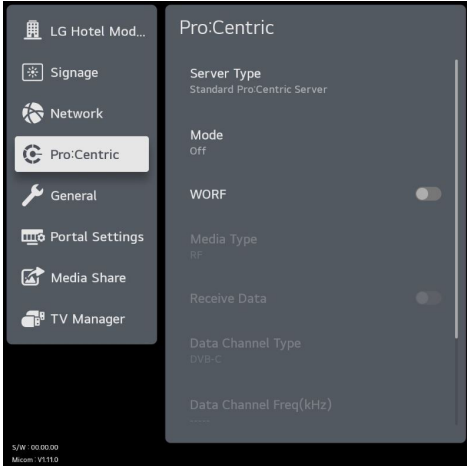 LG Hotel Mod...
Signage
Network
Pro:Centric
General
Portal Settings
Media Share
TV Manager
Pro:Centric
Server Type
Standard Pro:Centric Server
Mode
Off
WORF
Media Type
RF
Receive Data
Data Channel Type
DVB-C
Data Channel Freq(kHz)
S/W : 00.00.00
Micom : V1.11.0